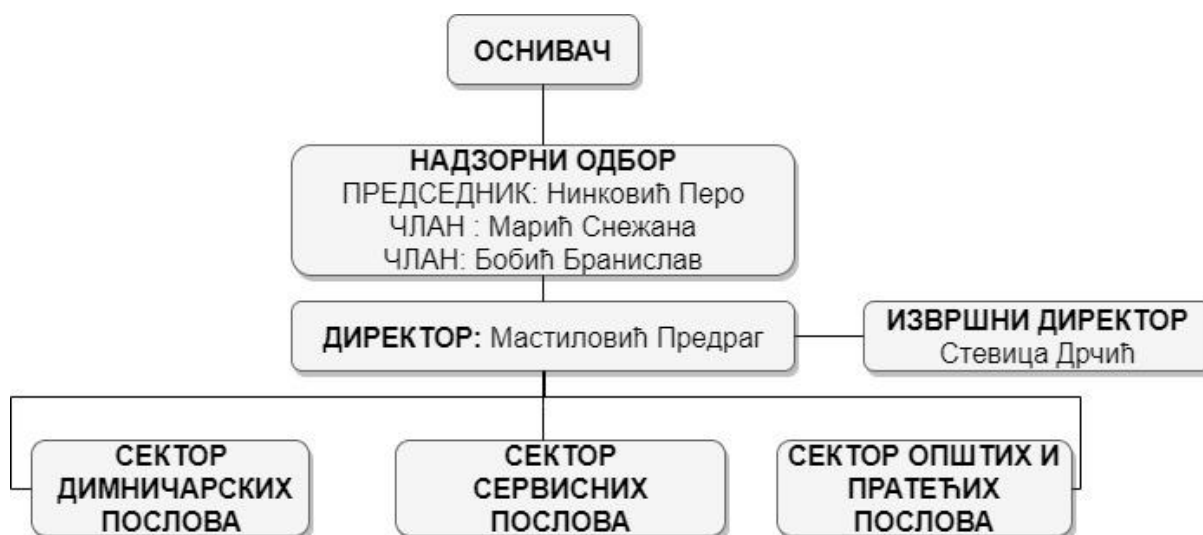 ОСНИВАЧ
НАДЗОРНИ ОДБОР
ПРЕДСЕДНИК: Нинковић Перо
ЧЛАН : Марић Снежана
ЧЛАН: Бобић Бранислав
ДИРЕКТОР: Мастиловић Предраг
ИЗВРШНИ ДИРЕКТОР
Стевица Дрчић
СЕКТОР
ДИМНИЧАРСКИХ
ПОСЛОВА
СЕКТОР
СЕРВИСНИХ
ПОСЛОВА
СЕКТОР ОПШТИХ И
ПРАТЕЋИХ
ПОСЛОВА